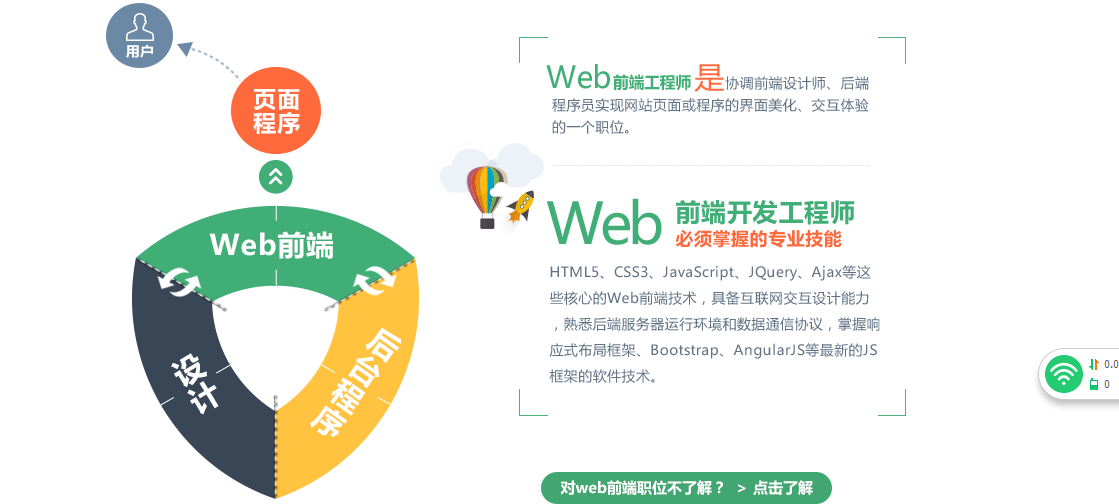 用户
页面
程序
Web前端
设计
后台程序
Web前端工程师是协调前端设计师、后端
程序员实现网站页面或程序的界面美化、交互体验
的一个职位。
Web 前端开发工程师
必须掌握的专业技能
HTML5、CSS3、JavaScript、JQuery、Ajax等这
些核心的Web前端技术，具备互联网交互设计能力
，熟悉后端服务器运行环境和数据通信协议，掌握响
应式布局框架、Bootstrap、AngularJS等最新的JS
框架的软件技术。
对web前端职位不了解？ > 点击了解
0.0
0